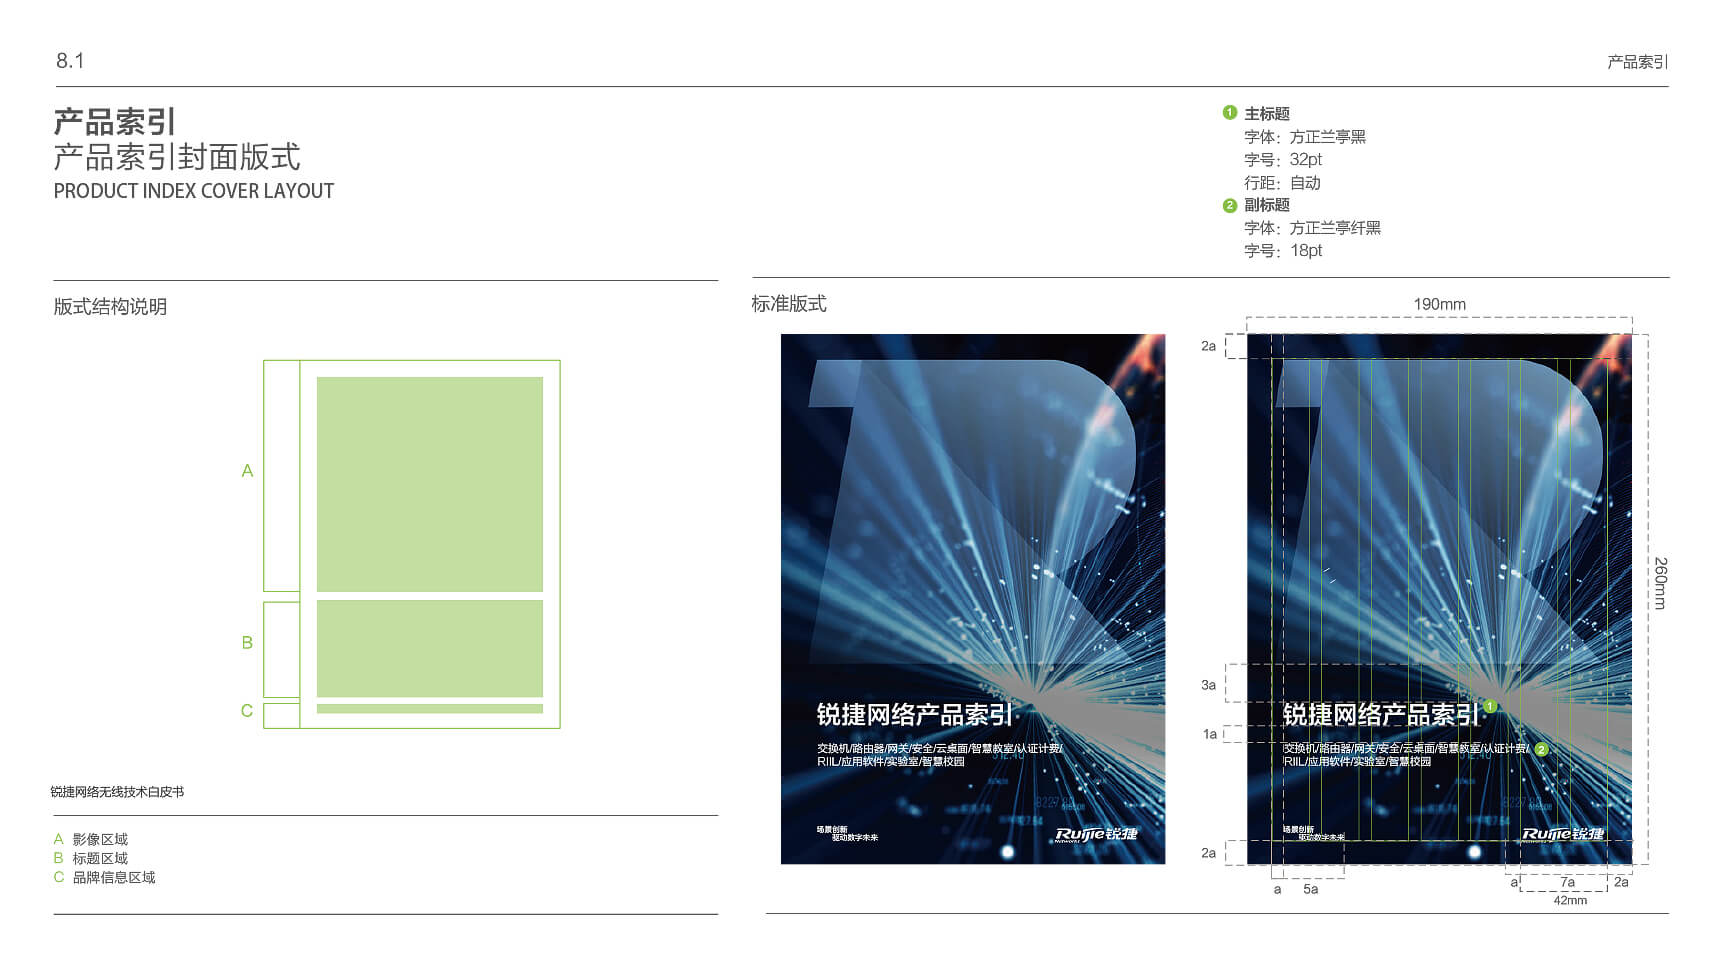 8.1
产品索引
产品索引
产品索引封面版式
PRODUCT INDEX COVER LAYOUT
1 主标题
字体：方正兰亭黑
字号：32pt
行距：自动
2 副标题
字体：方正兰亭纤黑
字号：18pt
版式结构说明
A
B
C
锐捷网络无线技术白皮书
A 影像区域
B 标题区域
C 品牌信息区域
标准版式
锐捷网络产品索引
交换机/路由器/网关/安全/云桌面/智慧教室/认证计费/
RIIL/应用软件/实验室/智慧校园
场景创新
驱动数字未来
Ruijie锐捷
Networks
190mm
2a
260mm
3a
锐捷网络产品索引 1
1a
交换机/路由器/网关/安全/云桌面/智慧教室/认证计费/ 2
RIIL/应用软件/实验室/智慧校园
场景创新
驱动数字未来
Ruijie锐捷
Networks
2a
a
5a
a
7a
2a
42mm